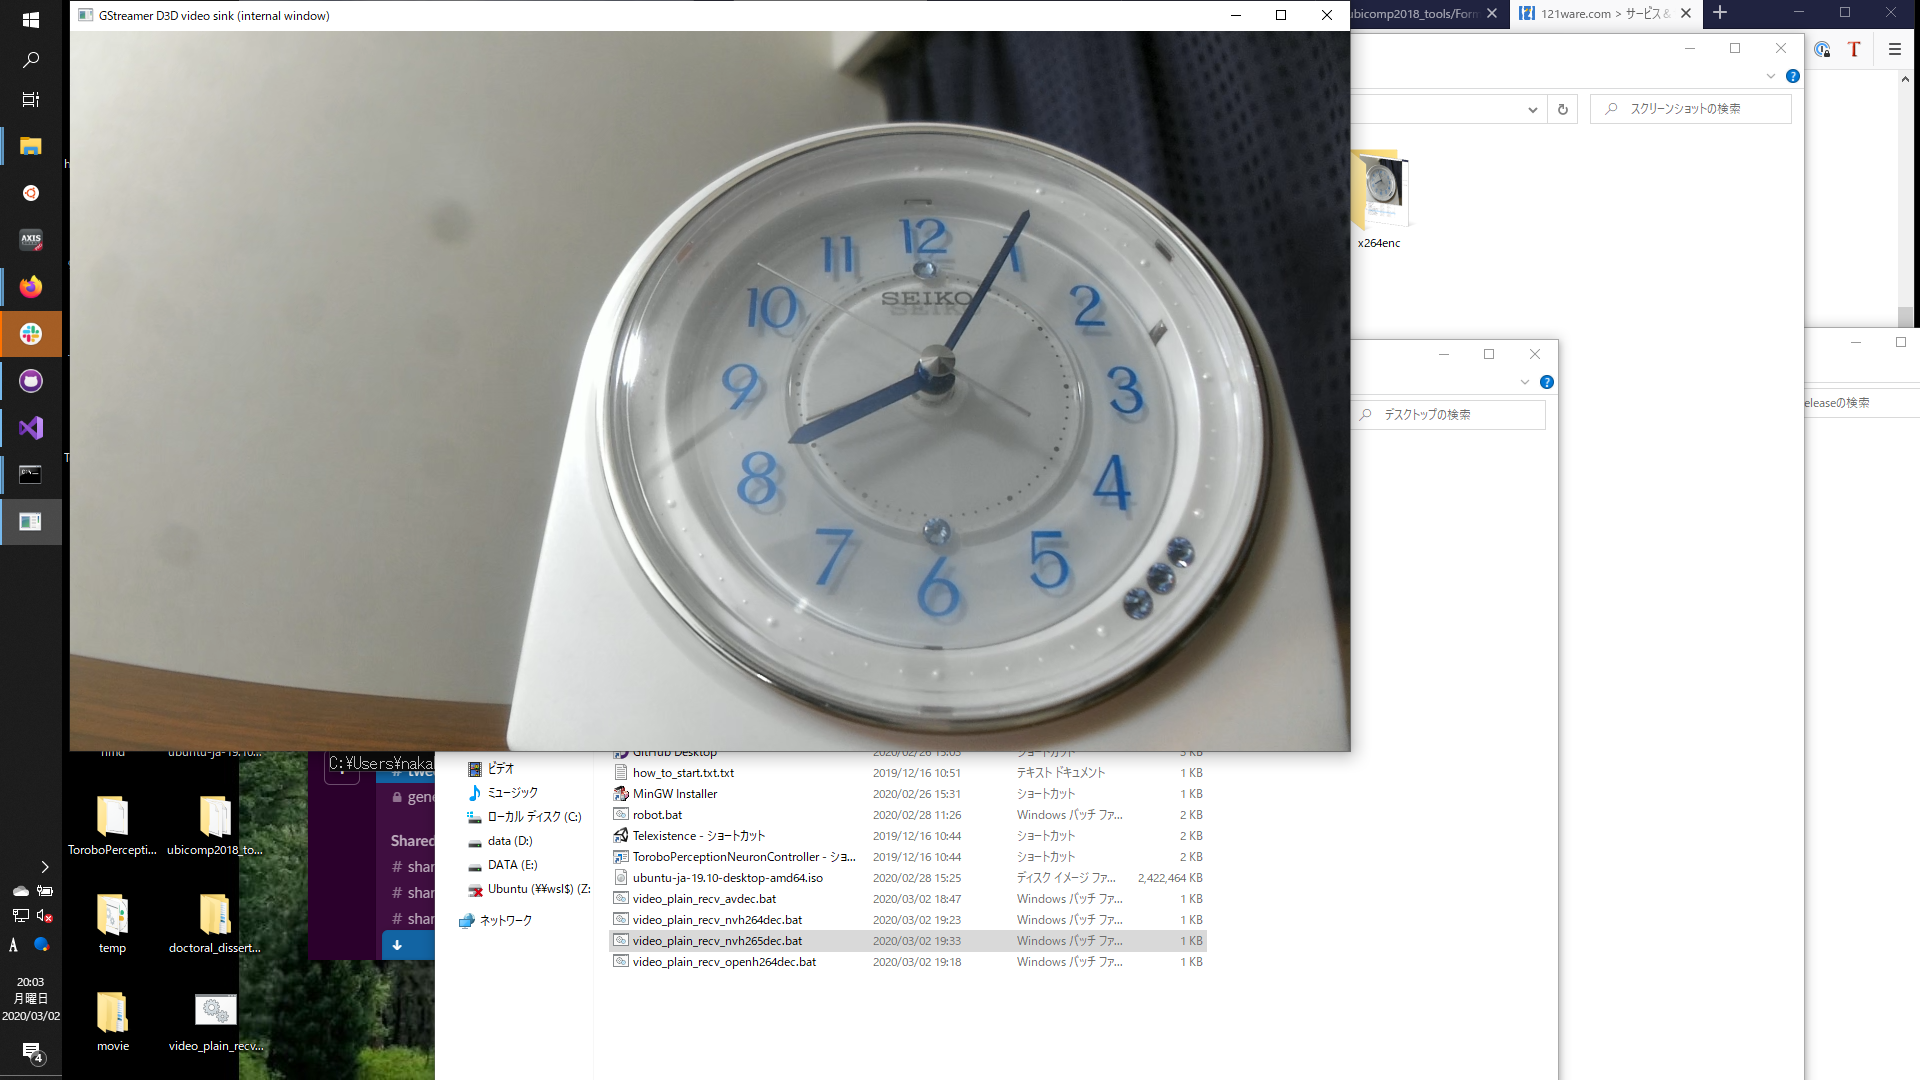 GStreamer D3D video sink (internal window)
ubicomp2018_tools/Form
121ware.com > サービス &
スクリーンショットの検索
x264enc
デスクトップの検索
eleaseの検索
12
11
1
10
2
SEIKO
9
3
8
4
7
5
6
ubuntu-ja-19.10...
C:¥Users¥naka
gene
Shared
# shar
# shar
# shar
ToroboPercepti...
ubicomp2018_to...
temp
doctoral_dissert...
movie
video_plain_recv...
AXIS
A
20:03
月曜日
2020/03/02
4
ビデオ
ミュージック
ローカル ディスク (C:)
data (D:)
DATA (E:)
Ubuntu (¥¥wsl$) (Z:
ネットワーク
GitHub Desktop 2020/02/26 15:05 ショートカット 3 KB
how_to_start.txt.txt 2019/12/16 10:51 テキスト ドキュメント 1 KB
MinGW Installer 2020/02/26 15:31 ショートカット 1 KB
robot.bat 2020/02/28 11:26 Windows バッチ ファ... 2 KB
Telexistence - ショートカット 2019/12/16 10:44 ショートカット 2 KB
ToroboPerceptionNeuronController - ショ... 2019/12/16 10:44 ショートカット 2 KB
ubuntu-ja-19.10-desktop-amd64.iso 2020/02/28 15:25 ディスク イメージ ファ... 2,422,464 KB
video_plain_recv_avdec.bat 2020/03/02 18:47 Windows バッチ ファ... 1 KB
video_plain_recv_nvh264dec.bat 2020/03/02 19:23 Windows バッチ ファ... 1 KB
video_plain_recv_nvh265dec.bat 2020/03/02 19:33 Windows バッチ ファ... 1 KB
video_plain_recv_openh264dec.bat 2020/03/02 19:18 Windows バッチ ファ... 1 KB